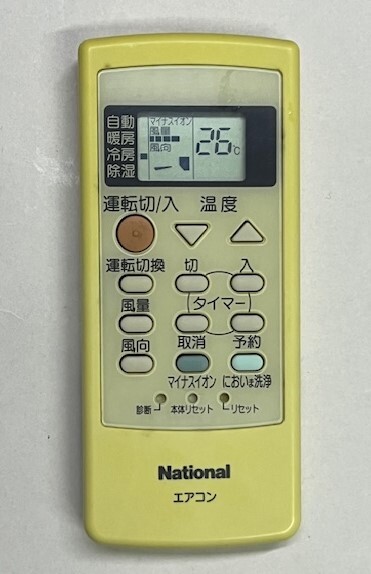 自動
暖房
冷房
除湿
マイナスイオン
風量
風向
26℃
運転切/入 温度
運転切換 切 入
風量 タイマー
風向 取消 予約
マイナスイオン においま洗浄
診断 本体リセット リセット
National
エアコン